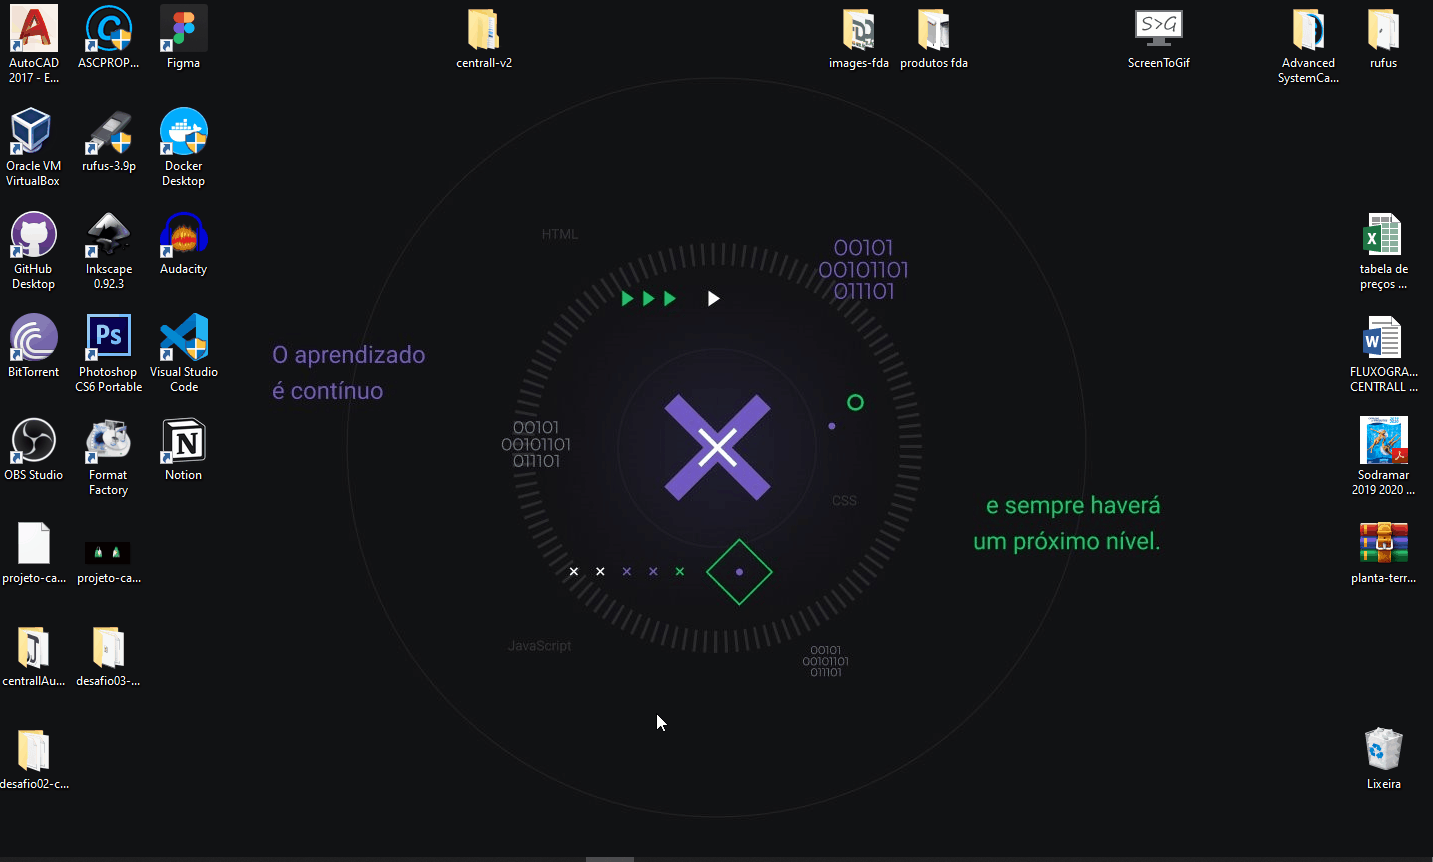 AutoCAD
2017 - E...
ASCPROP...
Figma
centrall-v2
images-fda
produtos fda
S>G
ScreenToGif
Advanced
SystemCa...
rufus
Oracle VM
VirtualBox
rufus-3.9p
Docker
Desktop
GitHub
Desktop
Inkscape
0.92.3
Audacity
HTML
00101
00101101
011101
tabela de
preços ...
BitTorrent
Ps
Photoshop
CS6 Portable
Visual Studio
Code
O aprendizado
é contínuo
FLUXOGRA...
CENTRALL ...
OBS Studio
Format
Factory
Notion
00101
00101101
011101
CSS
Sodramar
2019 2020 ...
e sempre haverá
um próximo nível.
projeto-ca...
projeto-ca...
planta-terr...
JavaScript
00101
00101101
011101
centrallAu...
desafio03-...
desafio02-c...
Lixeira